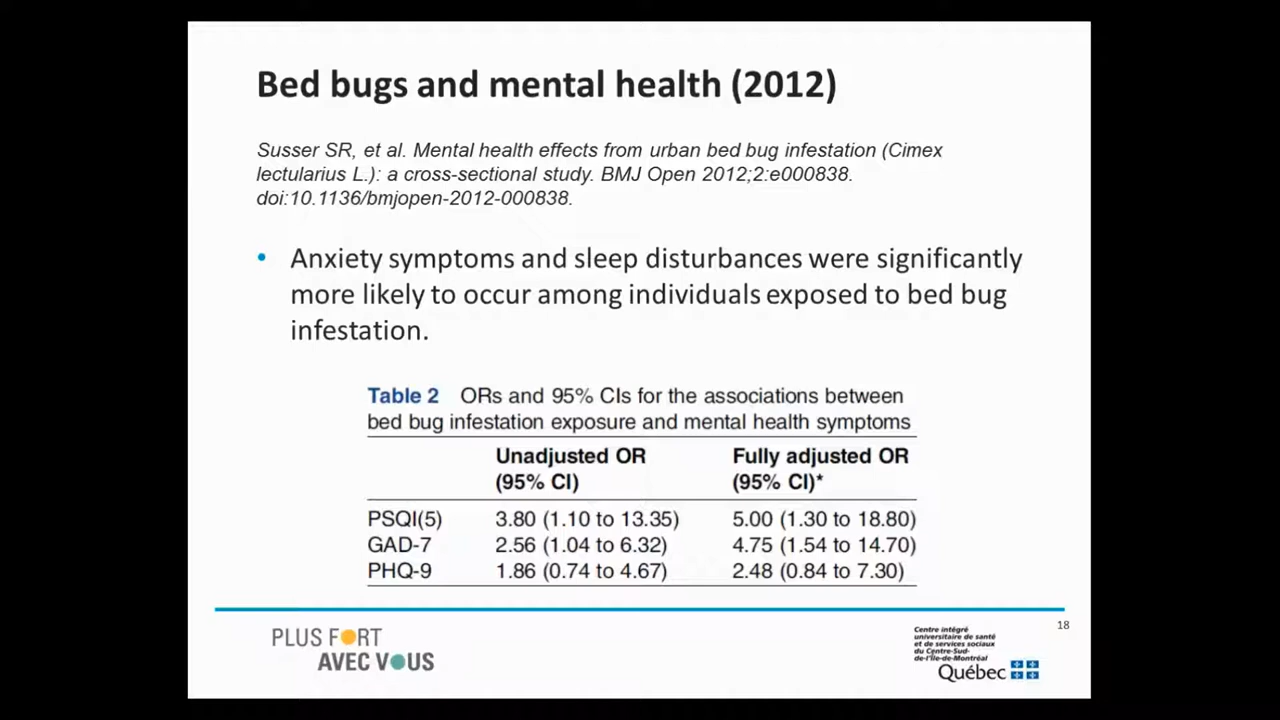 Bed bugs and mental health (2012)
Susser SR, et al. Mental health effects from urban bed bug infestation (Cimex
lectularius L.): a cross-sectional study. BMJ Open 2012;2:e000838.
doi:10.1136/bmjopen-2012-000838.
• Anxiety symptoms and sleep disturbances were significantly
more likely to occur among individuals exposed to bed bug
infestation.
Table 2 ORs and 95% CIs for the associations between
bed bug infestation exposure and mental health symptoms
Unadjusted OR Fully adjusted OR
(95% CI) (95% CI)*
PSQI(5) 3.80 (1.10 to 13.35) 5.00 (1.30 to 18.80)
GAD-7 2.56 (1.04 to 6.32) 4.75 (1.54 to 14.70)
PHQ-9 1.86 (0.74 to 4.67) 2.48 (0.84 to 7.30)
18
PLUS FORT
AVEC VOUS
Centre intégré
universitaire de santé
et de services sociaux
du Centre-Sud-
de-l'Île-de-Montréal
Québec